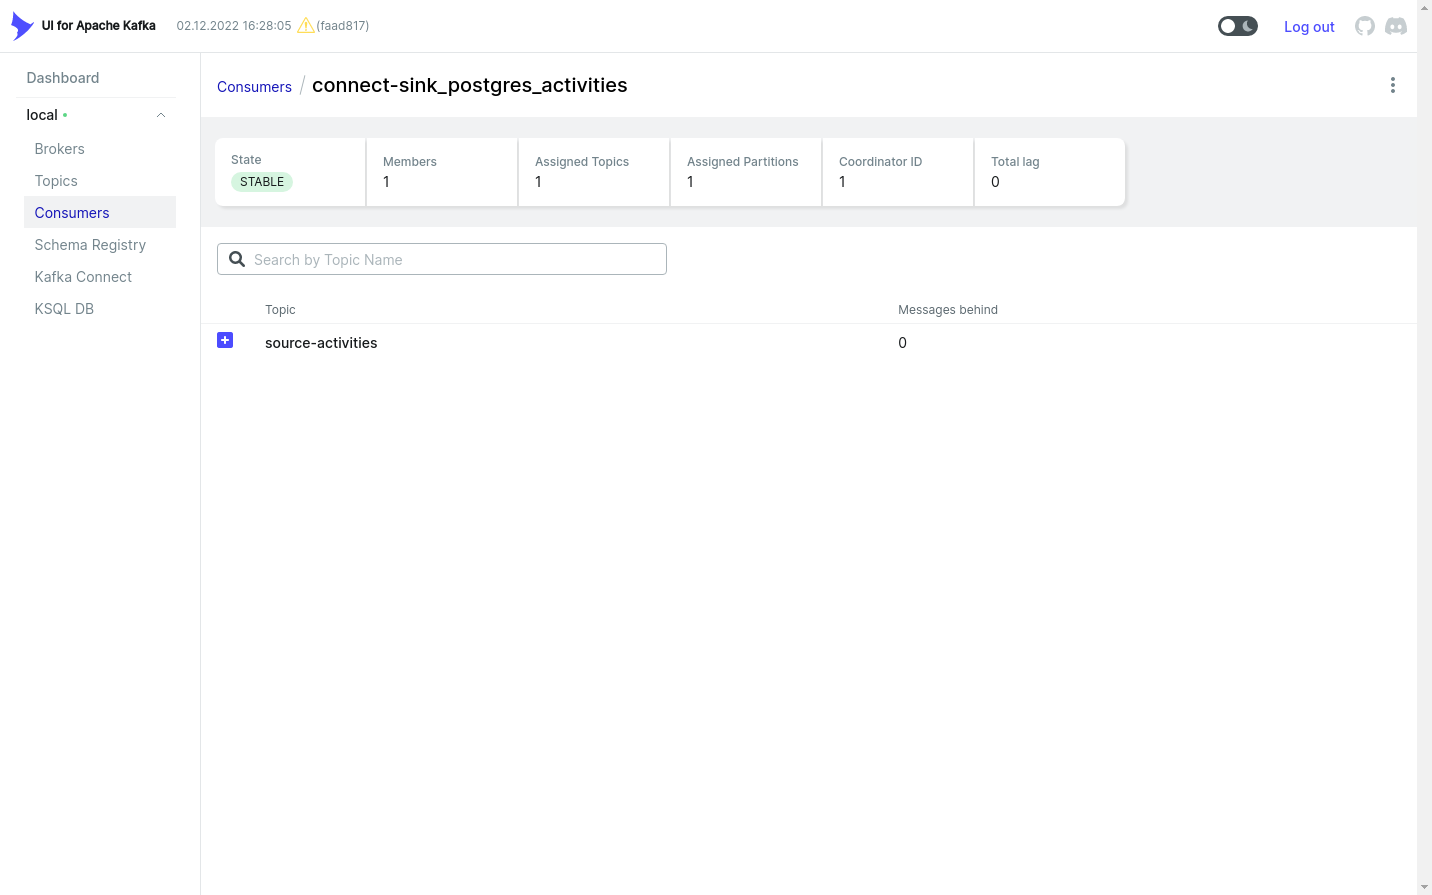 UI for Apache Kafka
02.12.2022 16:28:05 (faad817)
Log out
Dashboard
local
Brokers
Topics
Consumers
Schema Registry
Kafka Connect
KSQL DB
Consumers / connect-sink_postgres_activities
State
STABLE
Members
1
Assigned Topics
1
Assigned Partitions
1
Coordinator ID
1
Total lag
0
Search by Topic Name
Topic Messages behind
source-activities 0